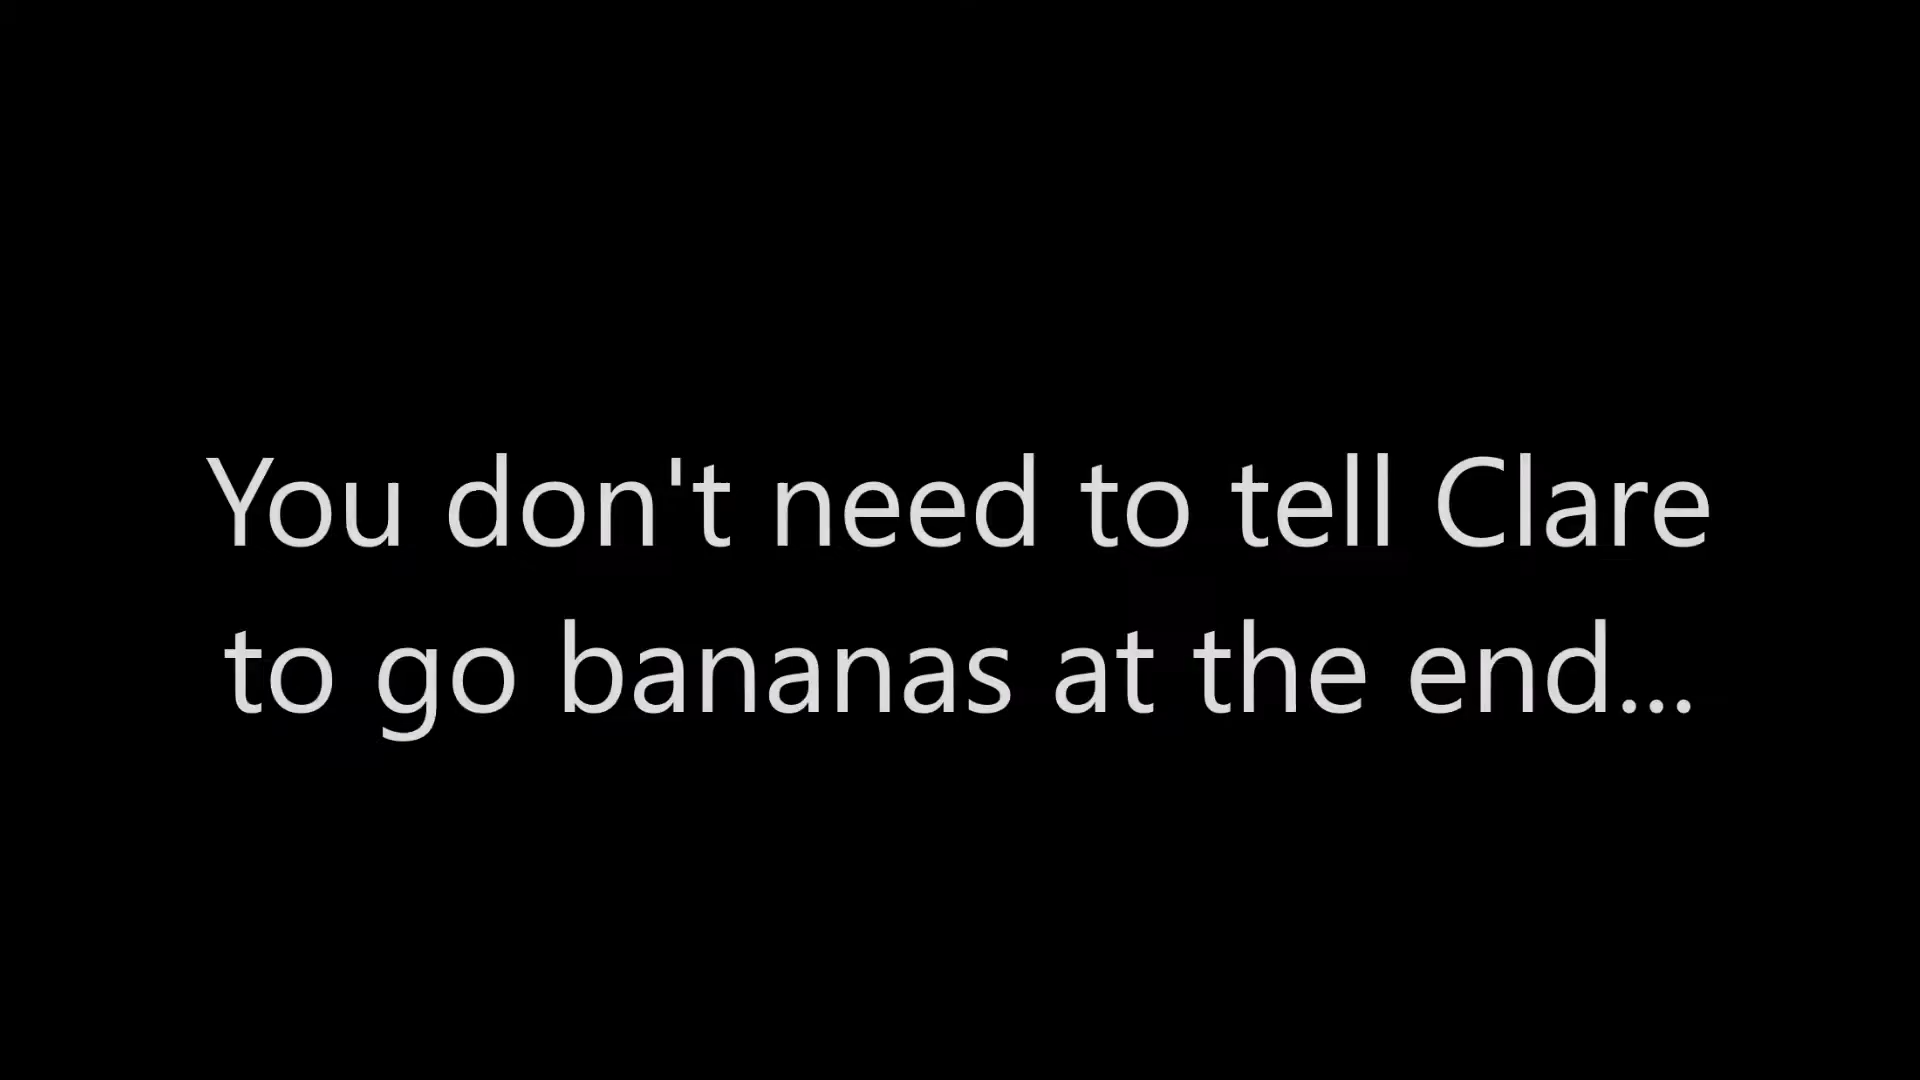 You don't need to tell Clare
to go bananas at the end...